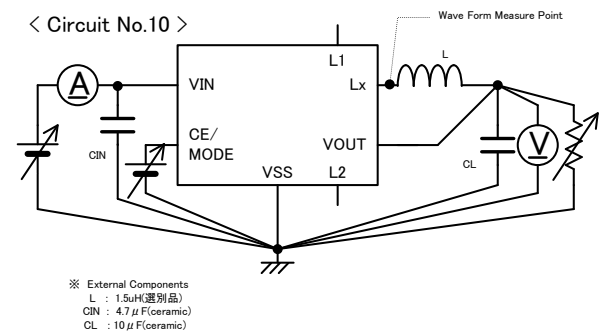 < Circuit No.10 >
Wave Form Measure Point
L1
L
A
VIN
Lx
CE/
MODE
VOUT
V
CIN
CL
VSS
L2
※ External Components
L : 1.5uH(選別品)
CIN : 4.7μF(ceramic)
CL : 10μF(ceramic)